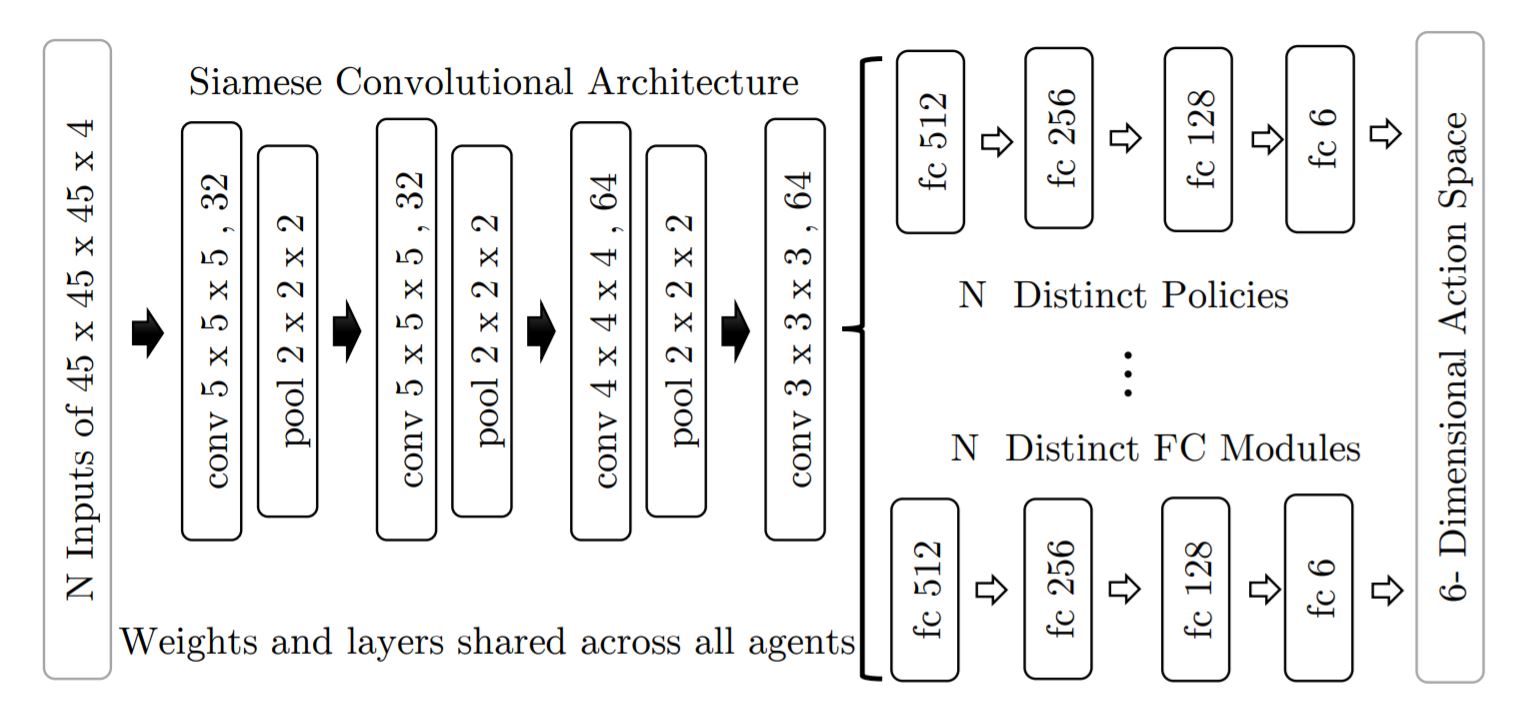 N Inputs of 45 x 45 x 45 x 45 x 4
Siamese Convolutional Architecture
conv 5 x 5 x 5 , 32
pool 2 x 2 x 2
conv 5 x 5 x 5 , 32
pool 2 x 2 x 2
conv 4 x 4 x 4 , 64
pool 2 x 2 x 2
conv 3 x 3 x 3 , 64
Weights and layers shared across all agents
fc 512
fc 256
fc 128
fc 6
N Distinct Policies
⋮
N Distinct FC Modules
fc 512
fc 256
fc 128
fc 6
6- Dimensional Action Space